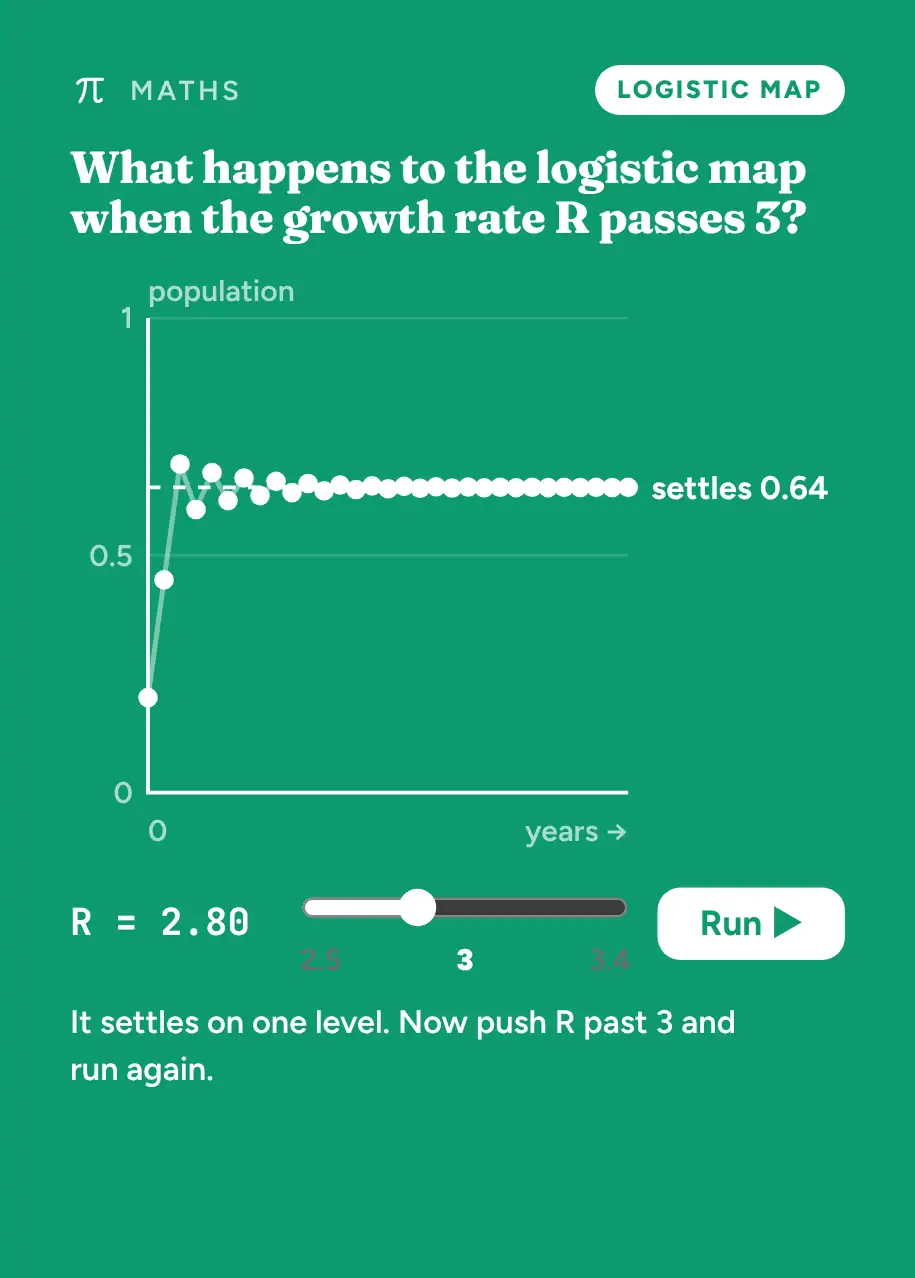 π MATHS
LOGISTIC MAP
What happens to the logistic map
when the growth rate R passes 3?
population
1
settles 0.64
0.5
0
0
years →
R = 2.80
Run ▶
2.5
3
3.4
It settles on one level. Now push R past 3 and
run again.